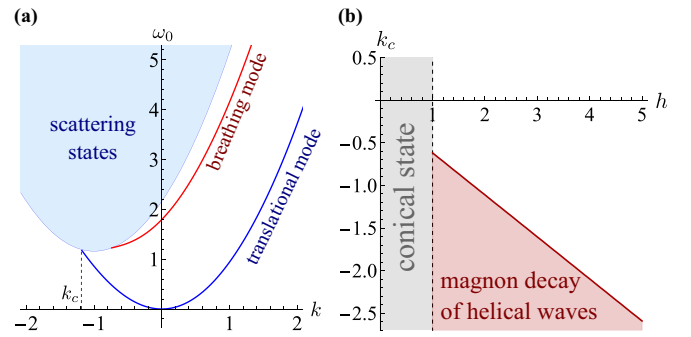 (a)
ω₀
5
4
3
2
1
scattering
states
breathing mode
translational mode
k_c
−2
−1
0
1
2
k
(b)
k_c
0.5
−0.5
−1.0
−1.5
−2.0
−2.5
0
1
2
3
4
5
h
conical state
magnon decay
of helical waves